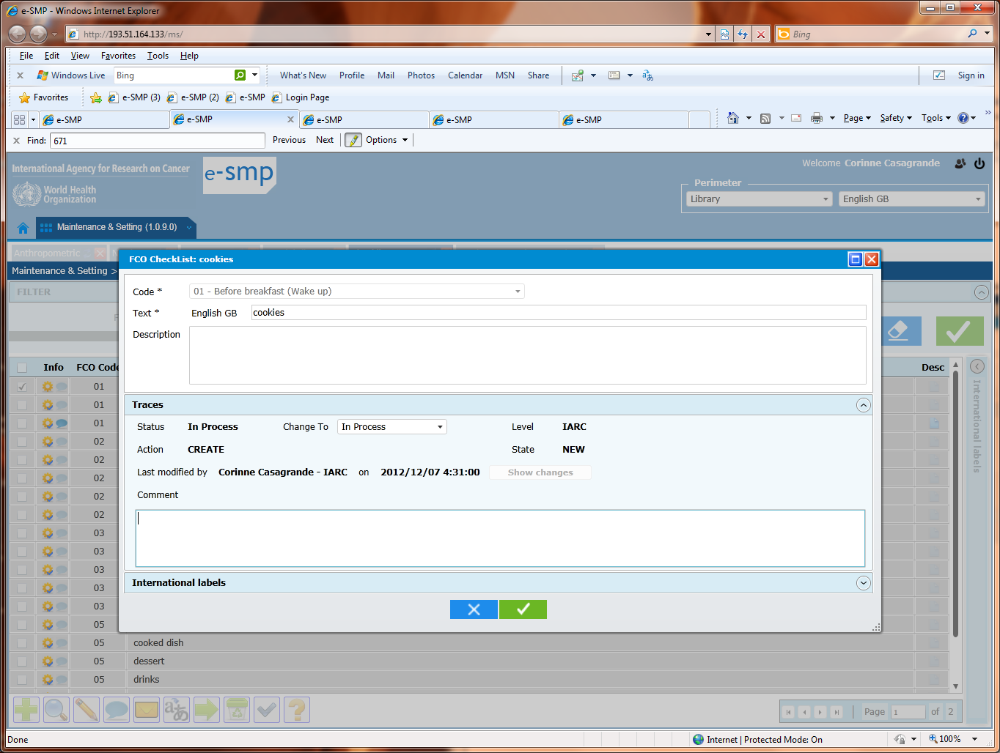 e-SMP - Windows Internet Explorer
http://193.51.164.133/ms/
Bing
File Edit View Favorites Tools Help
x Windows Live Bing What's New Profile Mail Photos Calendar MSN Share Sign in
Favorites e-SMP (3) e-SMP (2) e-SMP Login Page
e-SMP e-SMP x e-SMP e-SMP e-SMP Page Safety Tools »
x Find: 671 Previous Next Options
International Agency for Research on Cancer
World Health
Organization
e-smp
Welcome Corinne Casagrande
Perimeter
Library English GB
Maintenance & Setting (1.0.9.0)
Anthropometric
Maintenance & Setting >
FILTER
FCO CheckList: cookies
Code * 01 - Before breakfast (Wake up)
Text * English GB cookies
Description
Traces
Status In Process Change To In Process Level IARC
Action CREATE State NEW
Last modified by Corinne Casagrande - IARC on 2012/12/07 4:31:00 Show changes
Comment
International labels
Info FCO Code Desc
01
01
01
02
02
02
02
02
03
03
03
03
03
05
05 cooked dish
05 dessert
05 drinks
International labels
Page 1 of 2
Done Internet | Protected Mode: On 100%